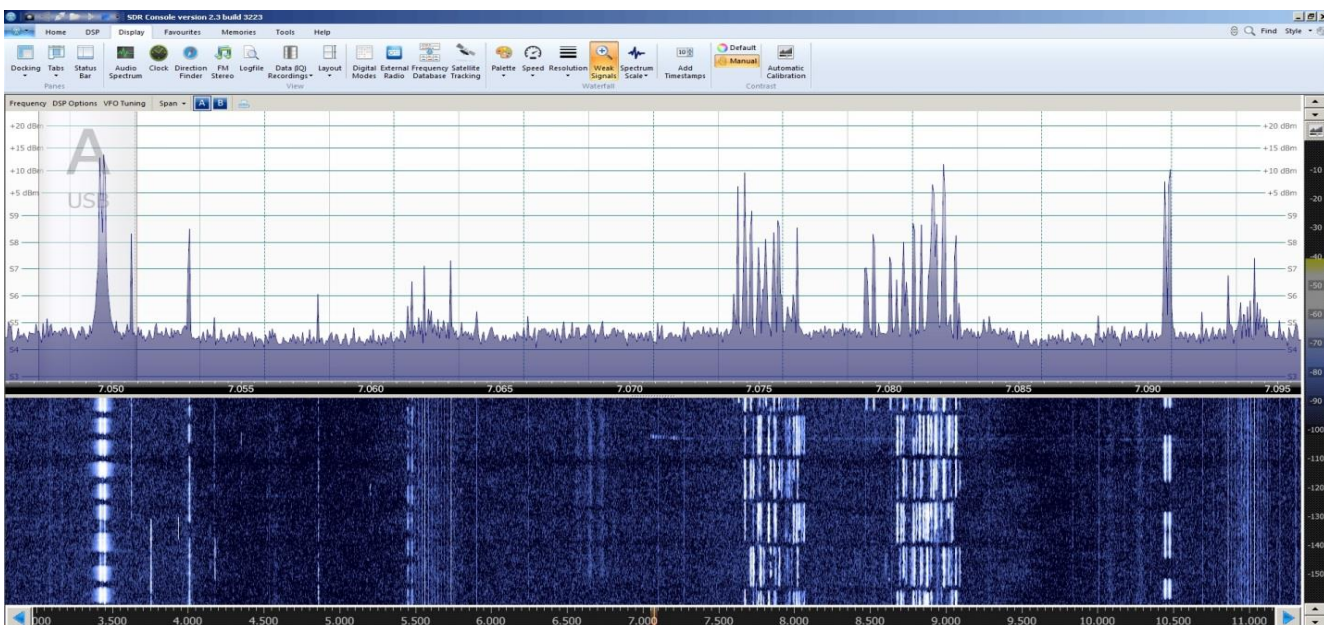 SDR Console version 2.3 build 3223
Home DSP Display Favourites Memories Tools Help Find Style
Docking Tabs Status Bar Audio Spectrum Clock Direction Finder FM Stereo Logfile Data (IQ) Recordings Layout Digital Modes External Radio Frequency Database Satellite Tracking Palette Speed Resolution Weak Signals Spectrum Scale Add Timestamps Default Manual Automatic Calibration
Panes View Waterfall Contrast
Frequency DSP Options VFO Tuning Span A B
+20 dBm +20 dBm
+15 dBm +15 dBm
A
+10 dBm +10 dBm -10
+5 dBm +5 dBm
USB -20
S9 S9
-30
S8 S8
-40
S7 S7
-50
S6 S6
-60
S5 S5
-70
S4 S4
S3 S3 -80
7.050 7.055 7.060 7.065 7.070 7.075 7.080 7.085 7.090 7.095
-90
-100
-110
-120
-130
-140
-150
000 3.500 4.000 4.500 5.000 5.500 6.000 6.500 7.000 7.500 8.000 8.500 9.000 9.500 10.000 10.500 11.000